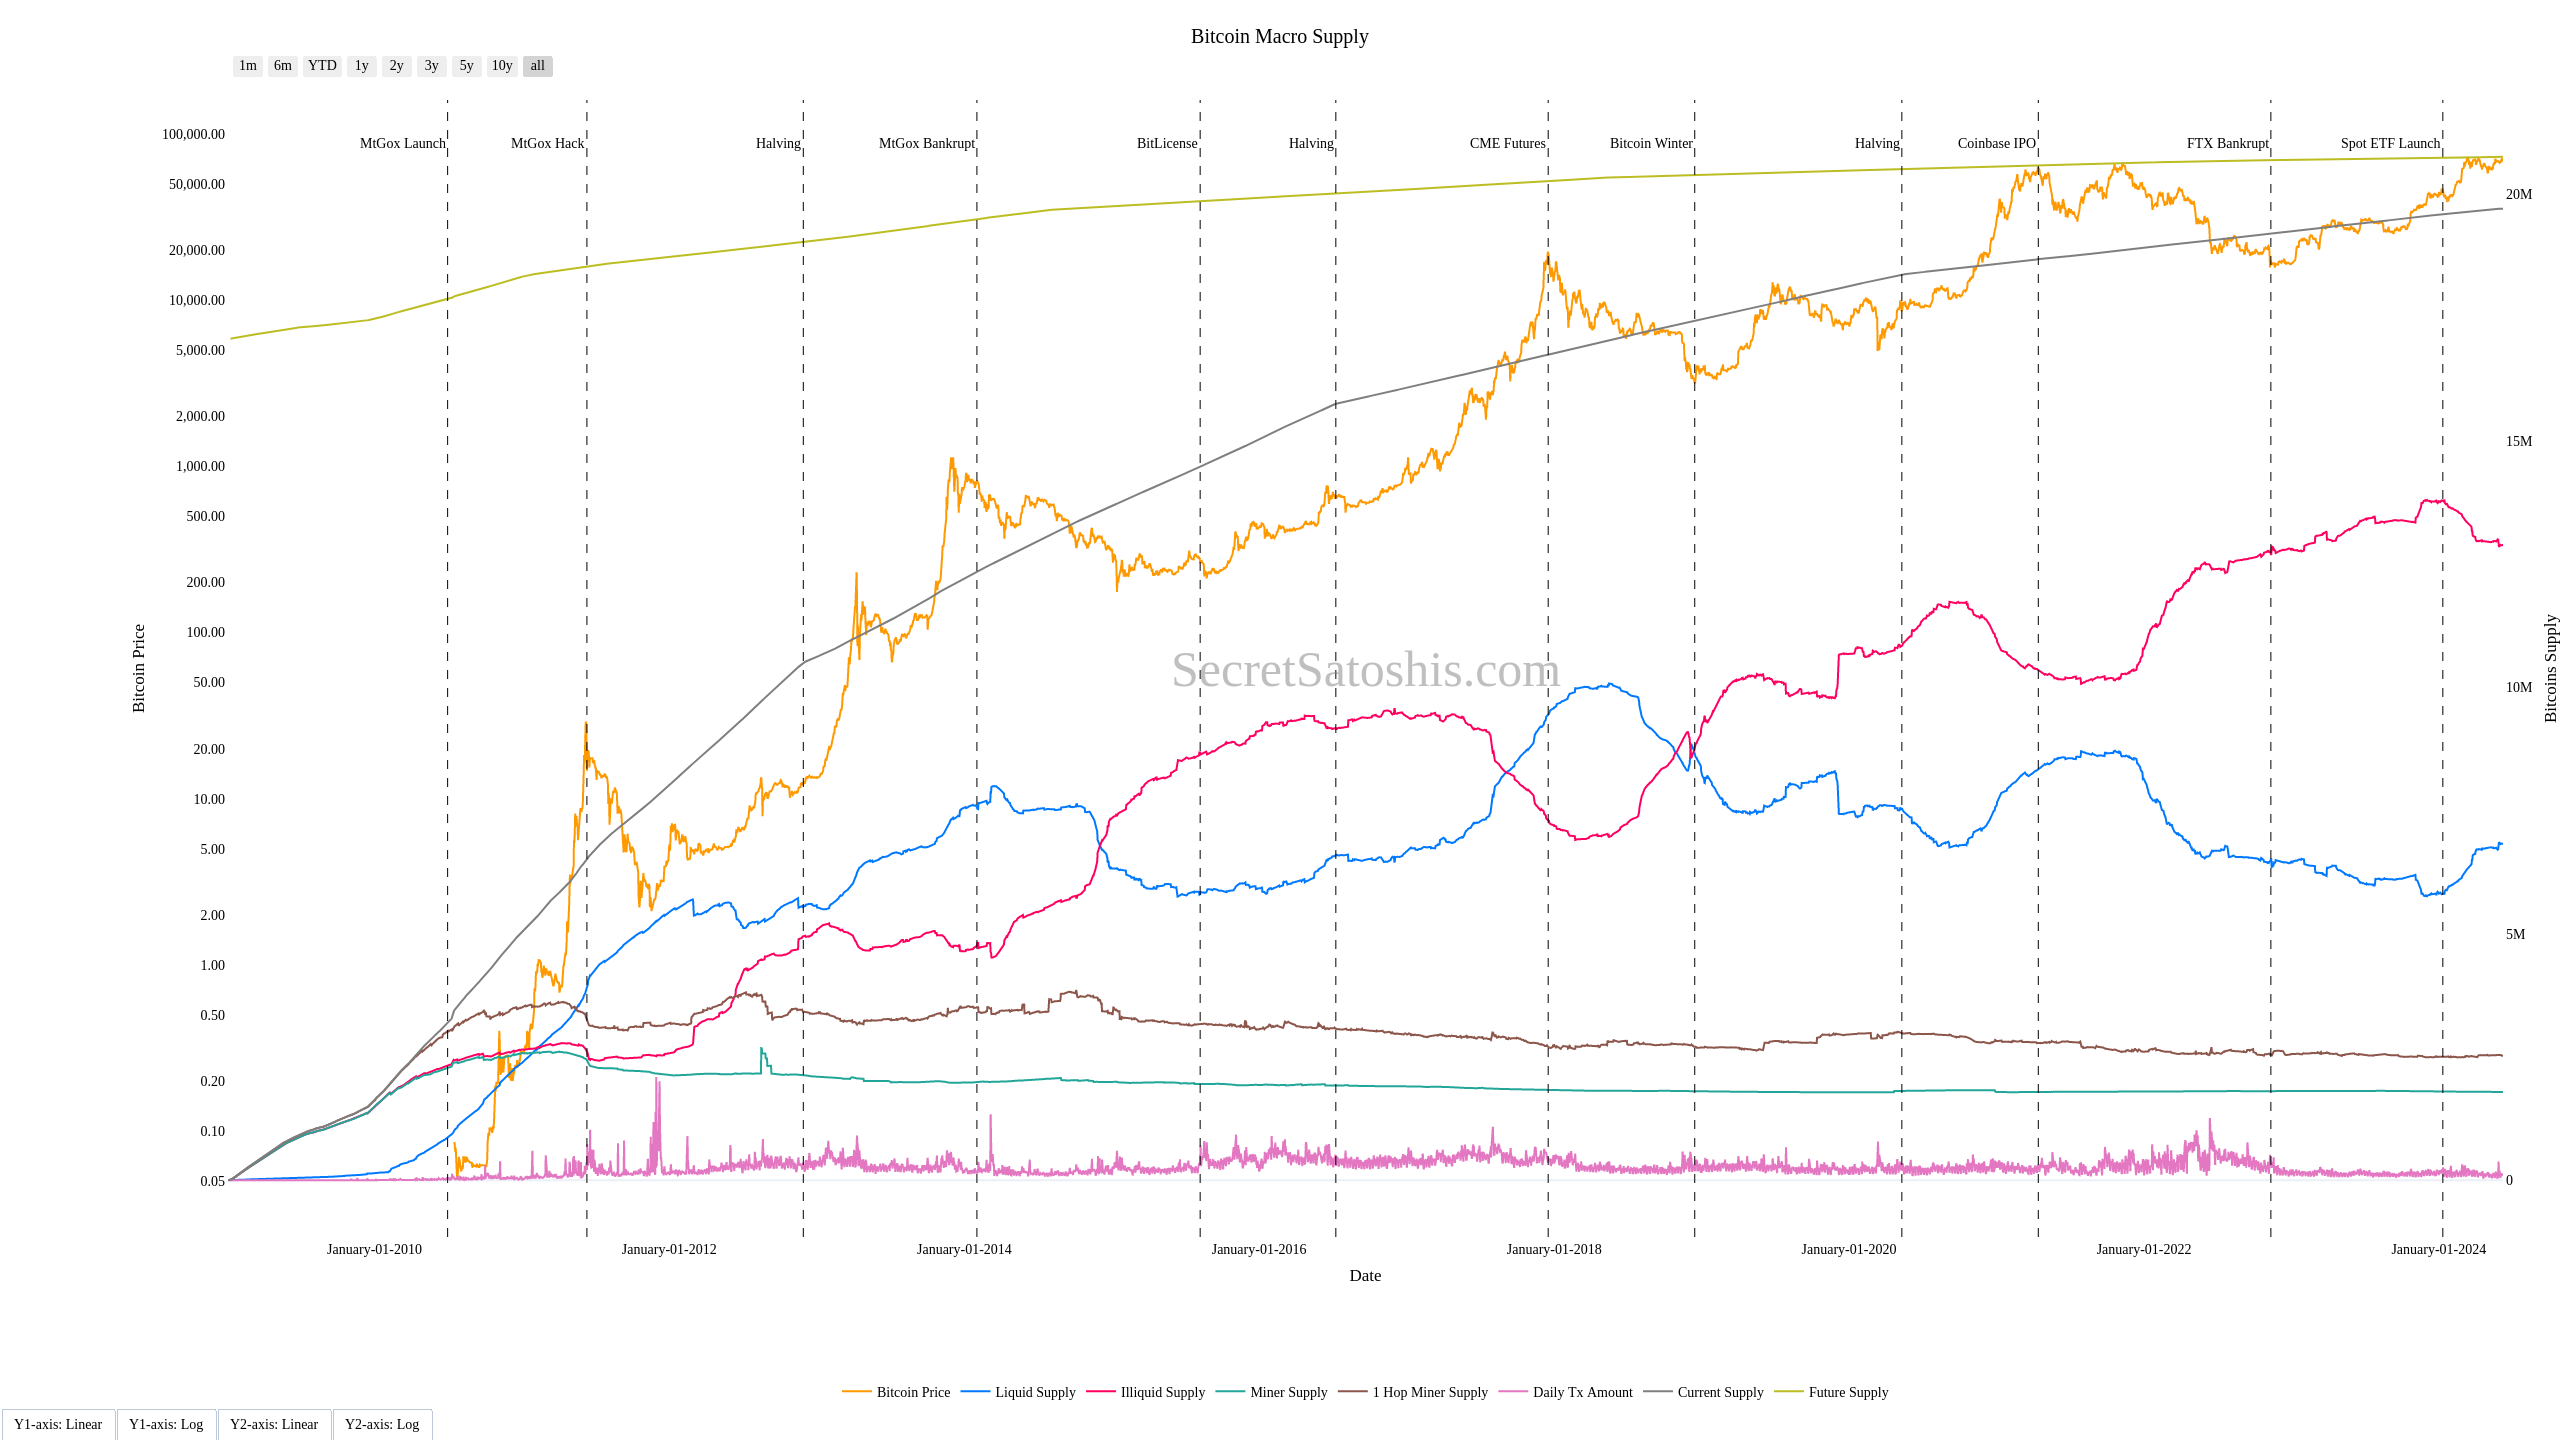 Bitcoin Macro Supply
1m 6m YTD 1y 2y 3y 5y 10y all
MtGox Launch MtGox Hack Halving MtGox Bankrupt BitLicense Halving CME Futures Bitcoin Winter Halving Coinbase IPO FTX Bankrupt Spot ETF Launch
100,000.00
50,000.00
20,000.00
10,000.00
5,000.00
2,000.00
1,000.00
500.00
200.00
100.00
50.00
20.00
10.00
5.00
2.00
1.00
0.50
0.20
0.10
0.05
Bitcoin Price
SecretSatoshis.com
20M
15M
10M
5M
0
Bitcoins Supply
January-01-2010 January-01-2012 January-01-2014 January-01-2016 January-01-2018 January-01-2020 January-01-2022 January-01-2024
Date
Bitcoin Price Liquid Supply Illiquid Supply Miner Supply 1 Hop Miner Supply Daily Tx Amount Current Supply Future Supply
Y1-axis: Linear Y1-axis: Log Y2-axis: Linear Y2-axis: Log